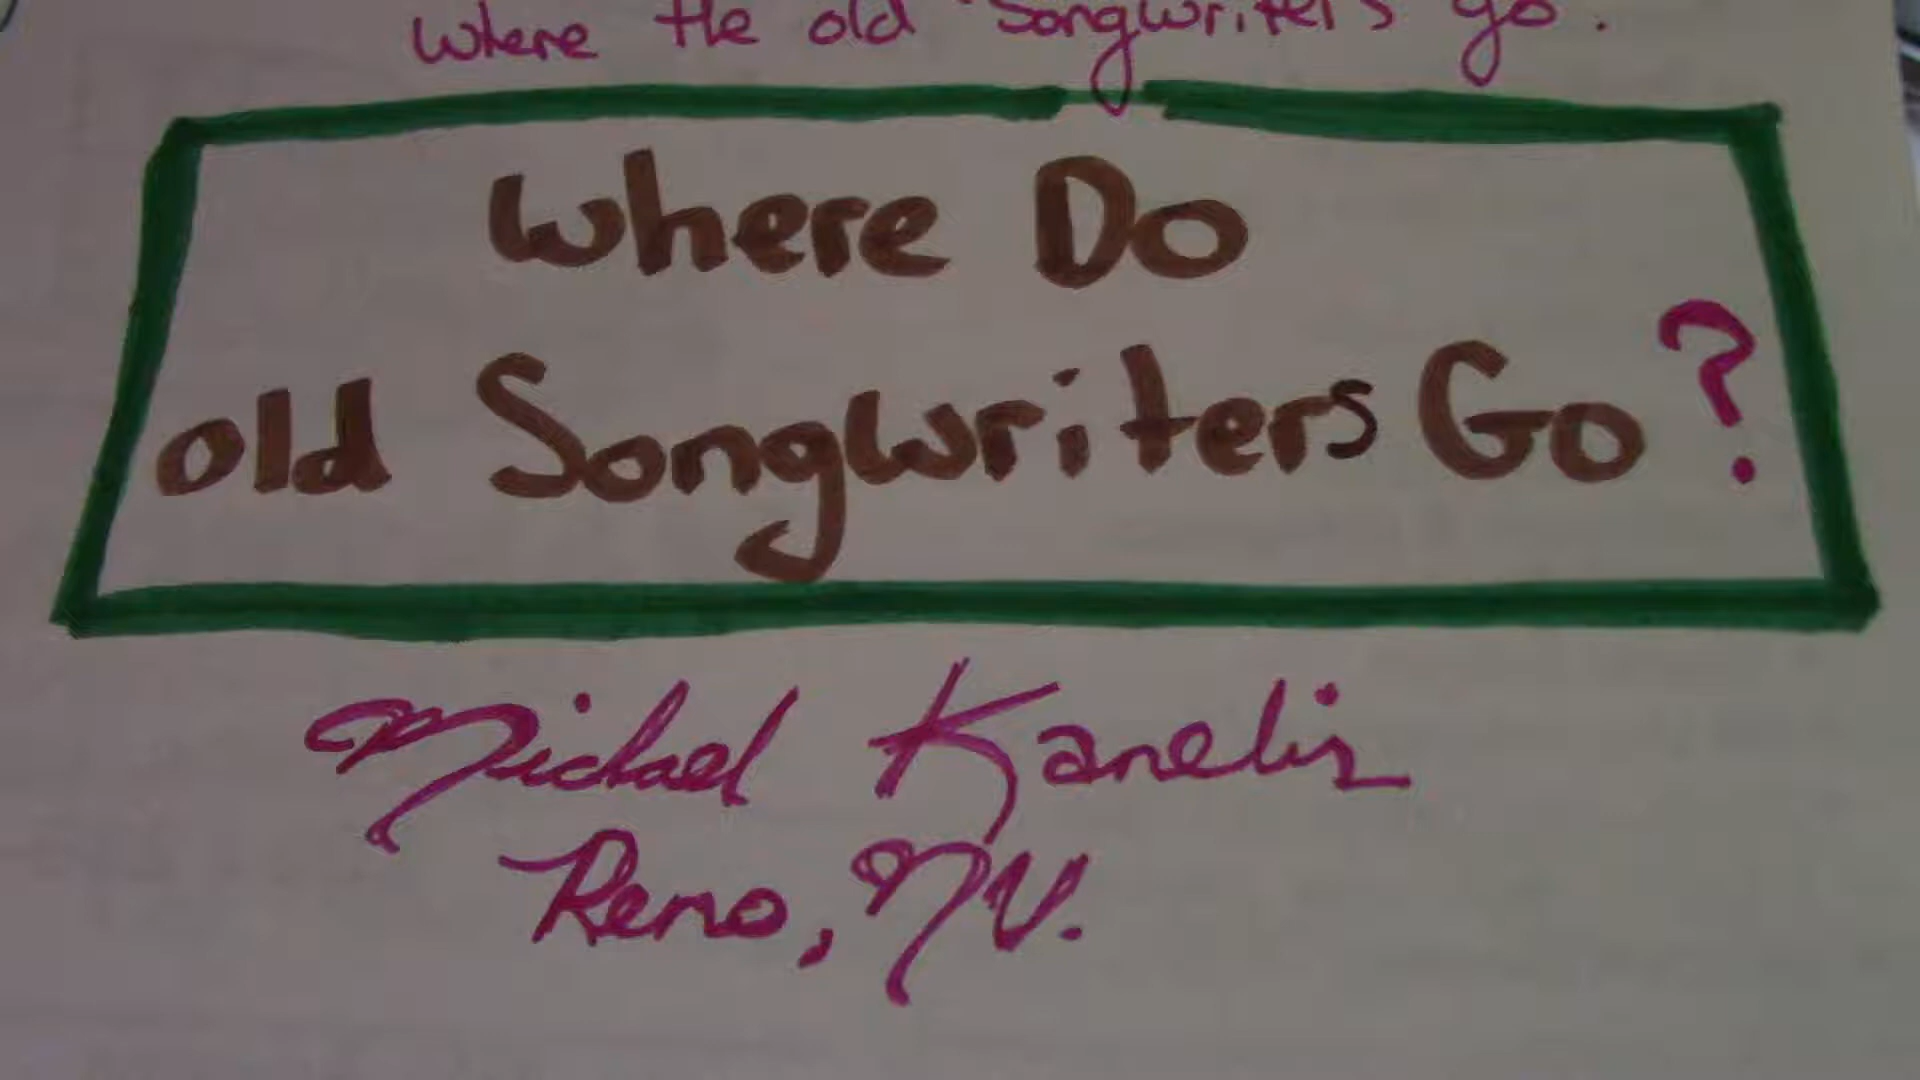 Where the old Songwriters go.
Where Do
old Songwriters Go?
Michael Kanelis
Reno, NV.